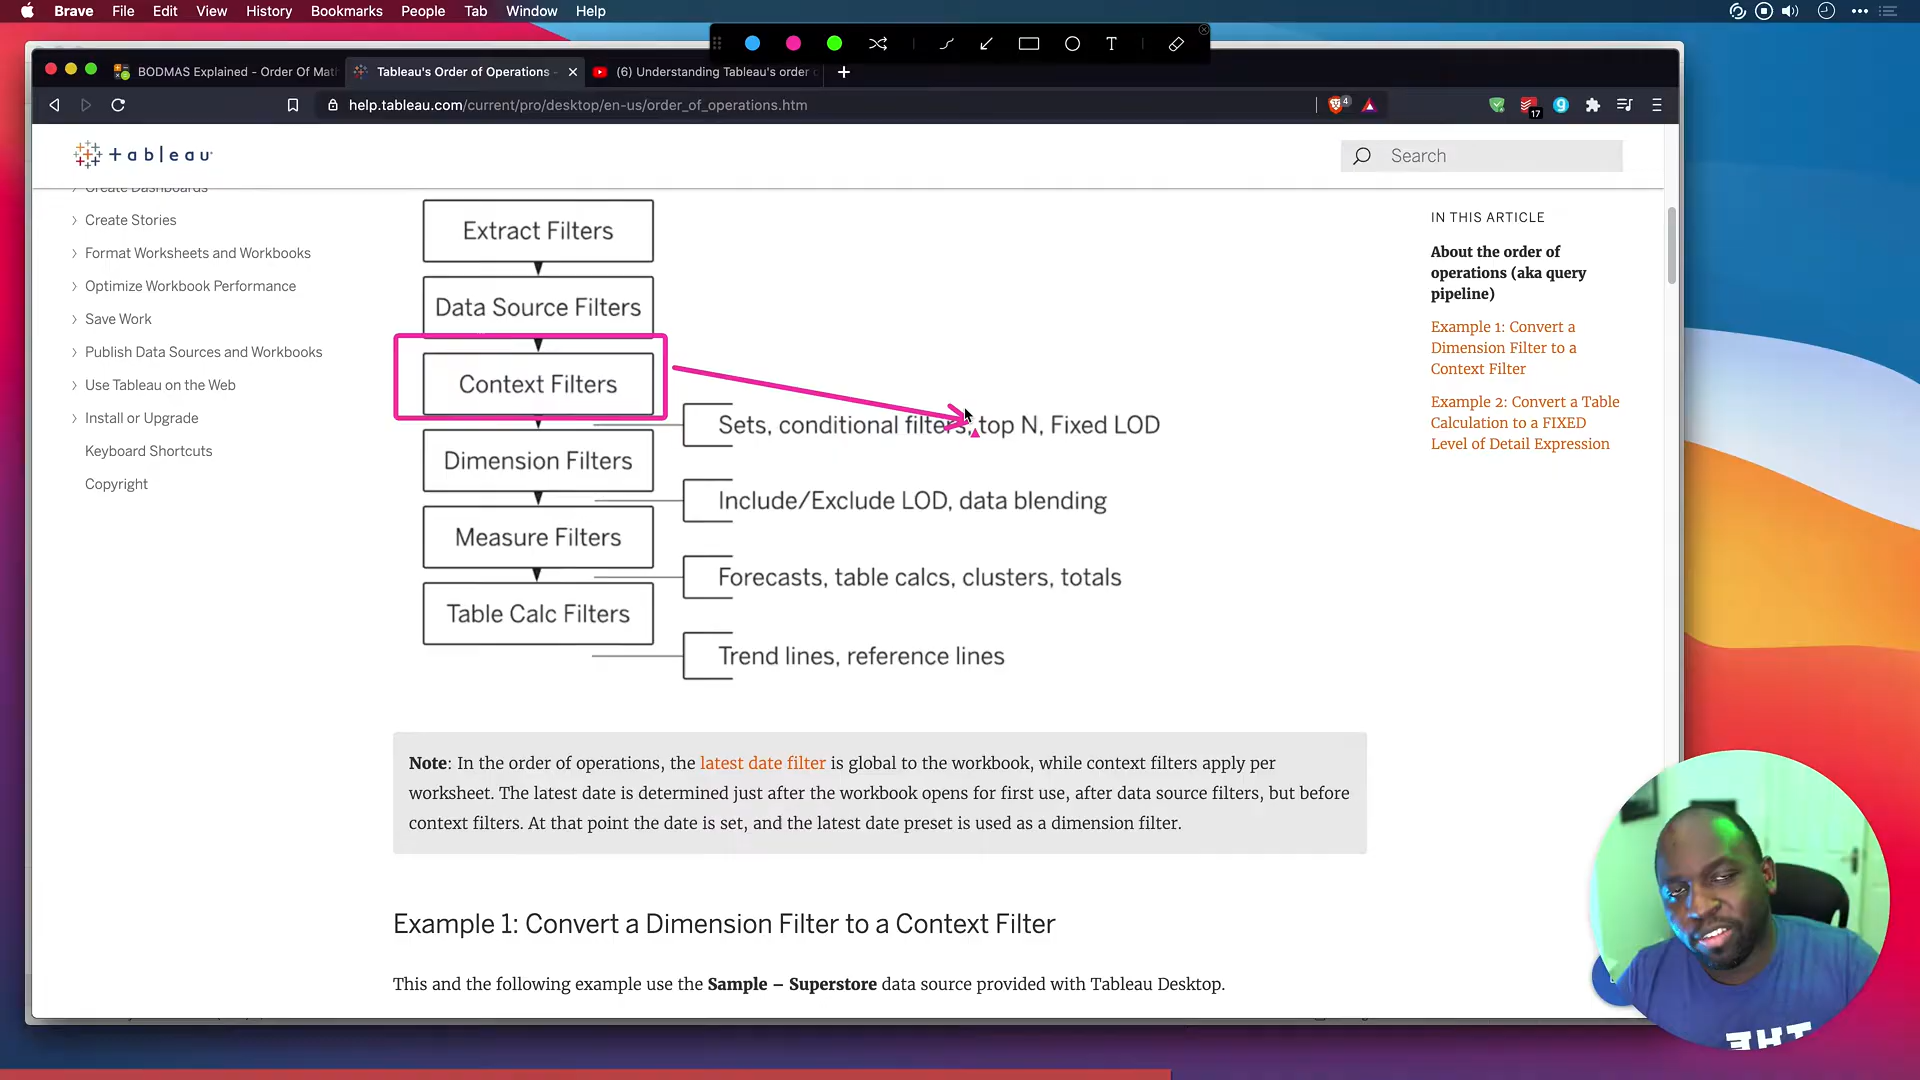 Brave File Edit View History Bookmarks People Tab Window Help
T
BODMAS Explained - Order Of Mat
Tableau's Order of Operations -
(6) Understanding Tableau's order o
help.tableau.com/current/pro/desktop/en-us/order_of_operations.htm
4
17
tableau
Search
Create Dashboards
Create Stories
Format Worksheets and Workbooks
Optimize Workbook Performance
Save Work
Publish Data Sources and Workbooks
Use Tableau on the Web
Install or Upgrade
Keyboard Shortcuts
Copyright
Extract Filters
Data Source Filters
Context Filters
Sets, conditional filters, top N, Fixed LOD
Dimension Filters
Include/Exclude LOD, data blending
Measure Filters
Forecasts, table calcs, clusters, totals
Table Calc Filters
Trend lines, reference lines
Note: In the order of operations, the latest date filter is global to the workbook, while context filters apply per
worksheet. The latest date is determined just after the workbook opens for first use, after data source filters, but before
context filters. At that point the date is set, and the latest date preset is used as a dimension filter.
Example 1: Convert a Dimension Filter to a Context Filter
This and the following example use the Sample – Superstore data source provided with Tableau Desktop.
IN THIS ARTICLE
About the order of
operations (aka query
pipeline)
Example 1: Convert a
Dimension Filter to a
Context Filter
Example 2: Convert a Table
Calculation to a FIXED
Level of Detail Expression
THE